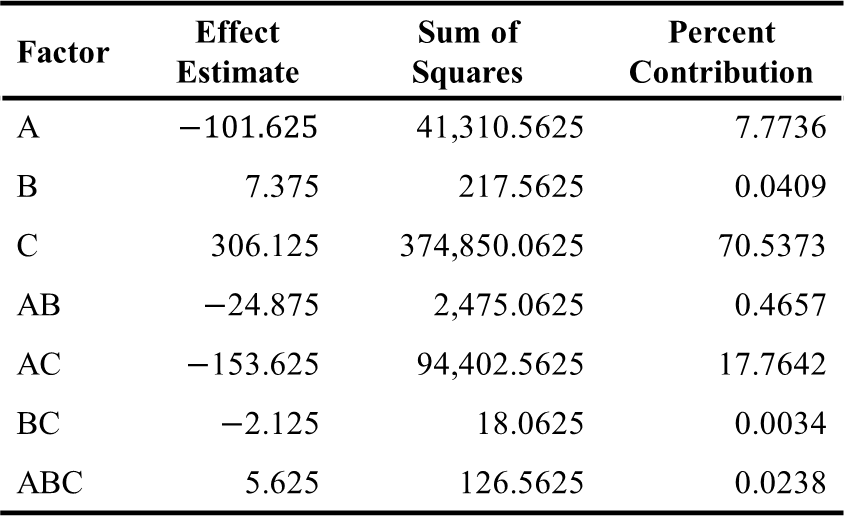 Factor Effect Estimate Sum of Squares Percent Contribution
A −101.625 41,310.5625 7.7736
B 7.375 217.5625 0.0409
C 306.125 374,850.0625 70.5373
AB −24.875 2,475.0625 0.4657
AC −153.625 94,402.5625 17.7642
BC −2.125 18.0625 0.0034
ABC 5.625 126.5625 0.0238